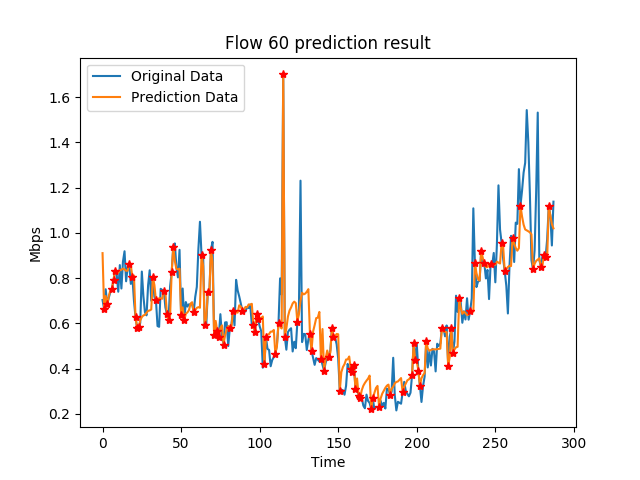 Flow 60 prediction result
Original Data
Prediction Data
Mbps
1.6
1.4
1.2
1.0
0.8
0.6
0.4
0.2
0 50 100 150 200 250 300
Time